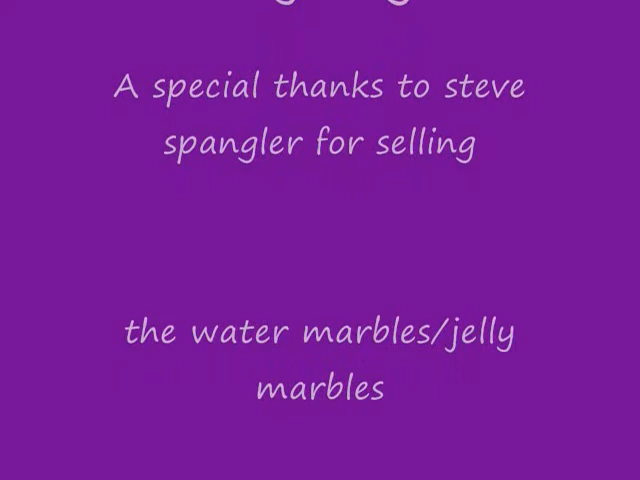 A special thanks to steve
spangler for selling
the water marbles/jelly
marbles